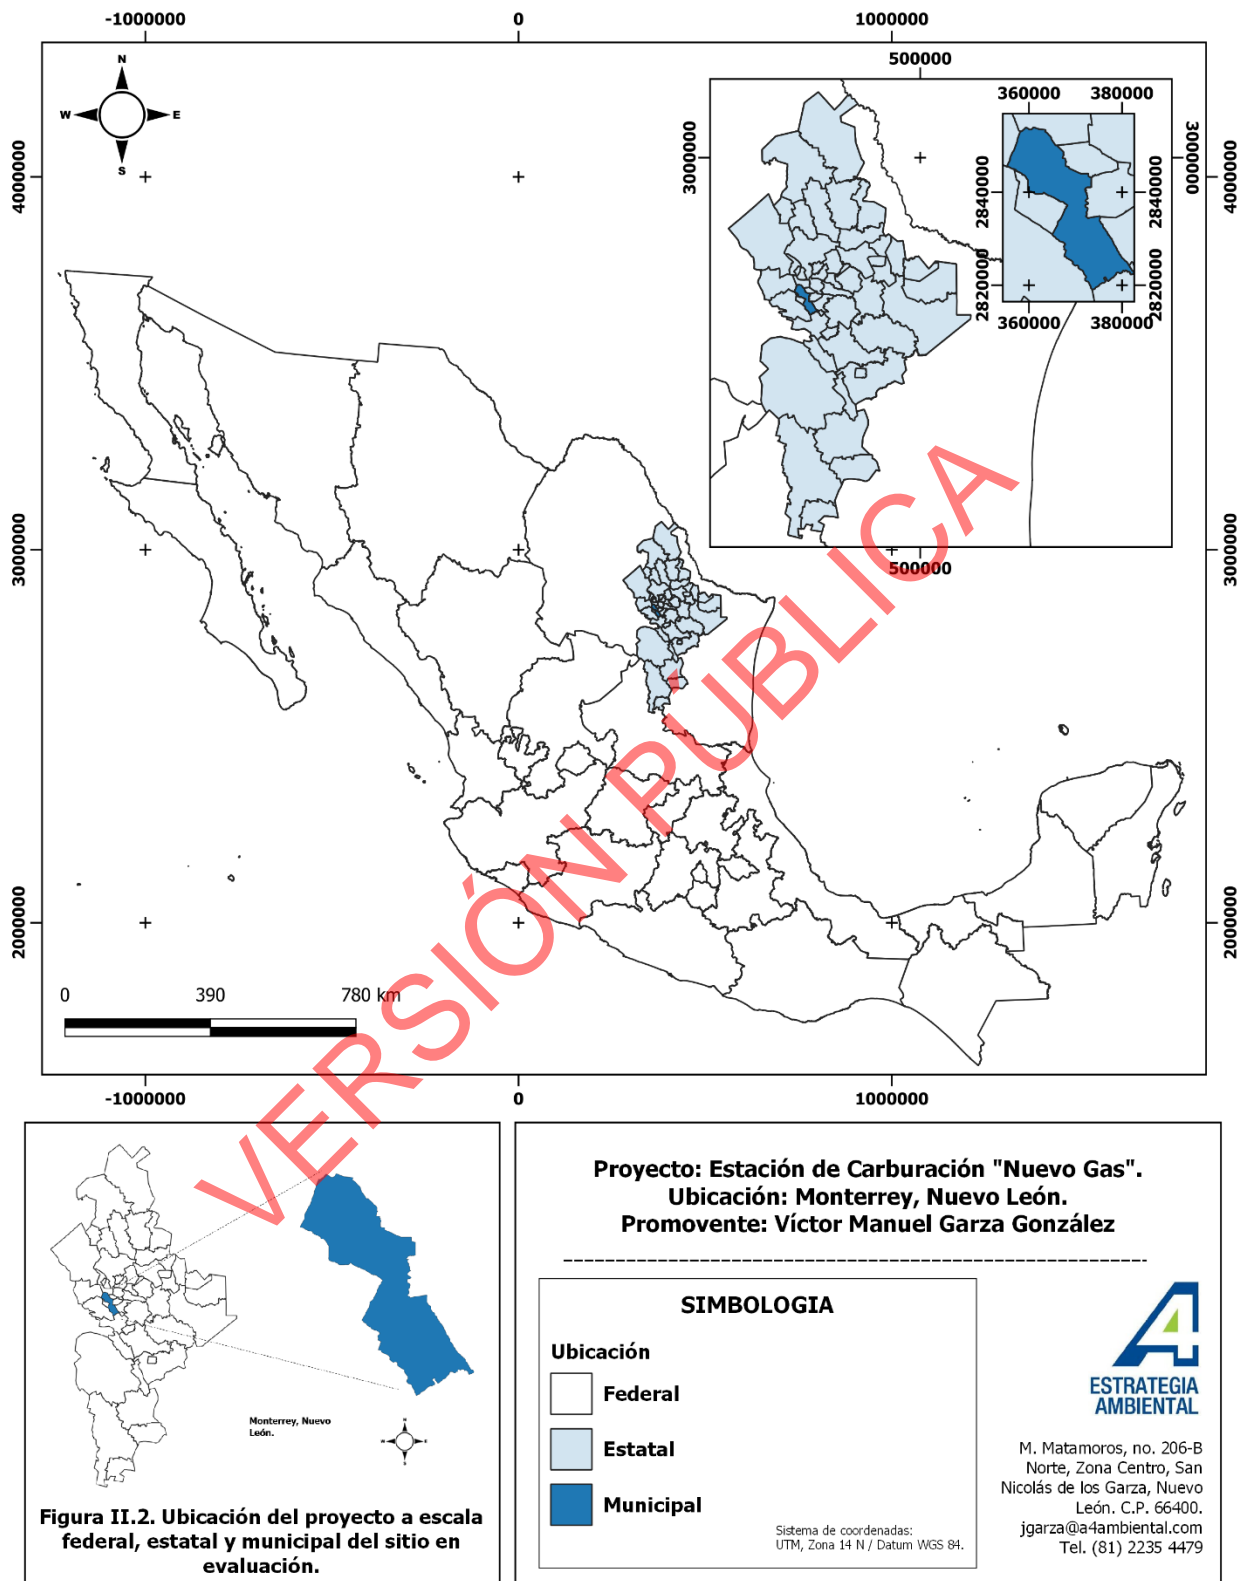 -1000000
0
1000000
N
W
E
S
4000000
3000000
2000000
500000
3000000
3000000
500000
360000
380000
2840000
2820000
2840000
2820000
360000
380000
4000000
3000000
2000000
0
390
780 km
-1000000
0
1000000
VERSIÓN PÚBLICA
Monterrey, Nuevo
León.
N
W
E
S
Figura II.2. Ubicación del proyecto a escala
federal, estatal y municipal del sitio en
evaluación.
Proyecto: Estación de Carburación "Nuevo Gas".
Ubicación: Monterrey, Nuevo León.
Promovente: Víctor Manuel Garza González
SIMBOLOGIA
Ubicación
Federal
Estatal
Municipal
Sistema de coordenadas:
UTM, Zona 14 N / Datum WGS 84.
ESTRATEGIA
AMBIENTAL
M. Matamoros, no. 206-B
Norte, Zona Centro, San
Nicolás de los Garza, Nuevo
León. C.P. 66400.
jgarza@a4ambiental.com
Tel. (81) 2235 4479